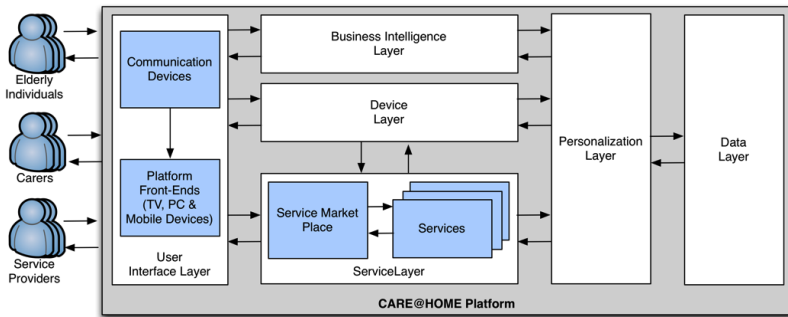 Elderly
Individuals
Carers
Service
Providers
Communication
Devices
Platform
Front-Ends
(TV, PC &
Mobile Devices)
User
Interface Layer
Business Intelligence
Layer
Device
Layer
Service Market
Place
Services
ServiceLayer
Personalization
Layer
Data
Layer
CARE@HOME Platform